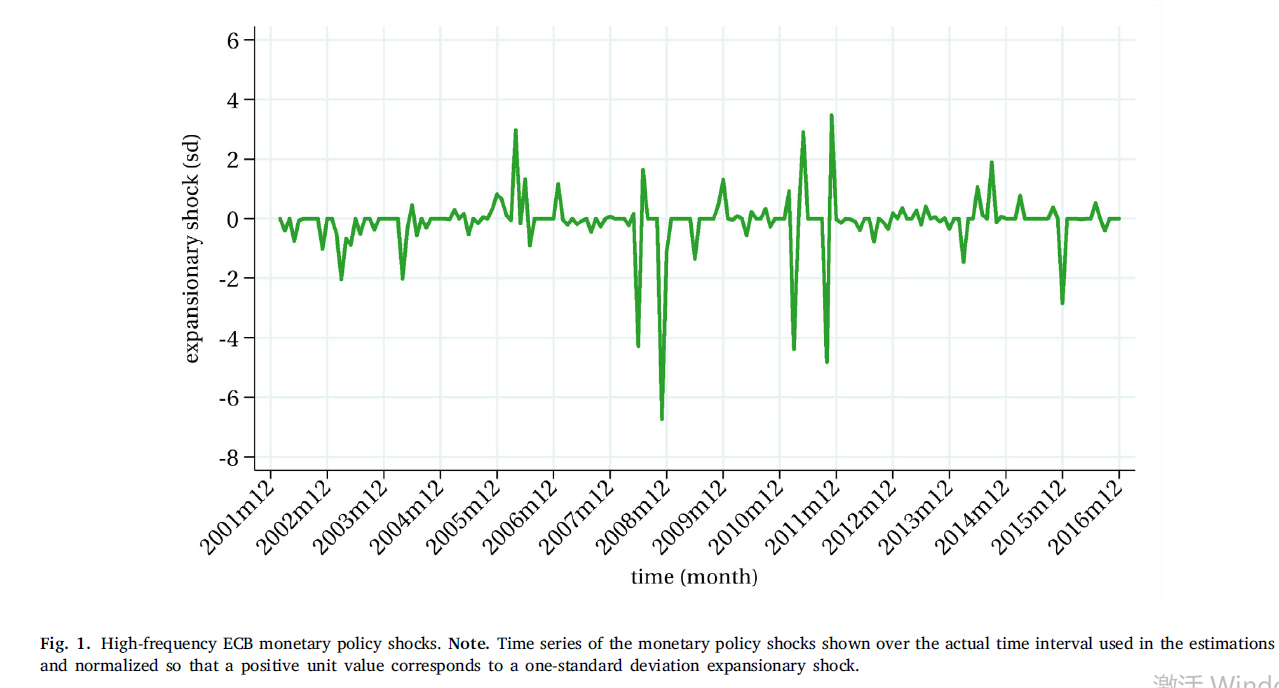 6
4
2
0
-2
-4
-6
-8
expansionary shock (sd)
2001m12
2002m12
2003m12
2004m12
2005m12
2006m12
2007m12
2008m12
2009m12
2010m12
2011m12
2012m12
2013m12
2014m12
2015m12
2016m12
time (month)
Fig. 1. High-frequency ECB monetary policy shocks. Note. Time series of the monetary policy shocks shown over the actual time interval used in the estimations
and normalized so that a positive unit value corresponds to a one-standard deviation expansionary shock.
激活 Windo